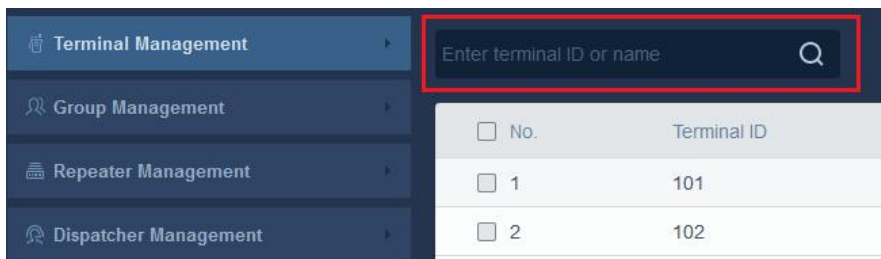 Terminal Management
Group Management
Repeater Management
Dispatcher Management
Enter terminal ID or name
No. Terminal ID
1 101
2 102